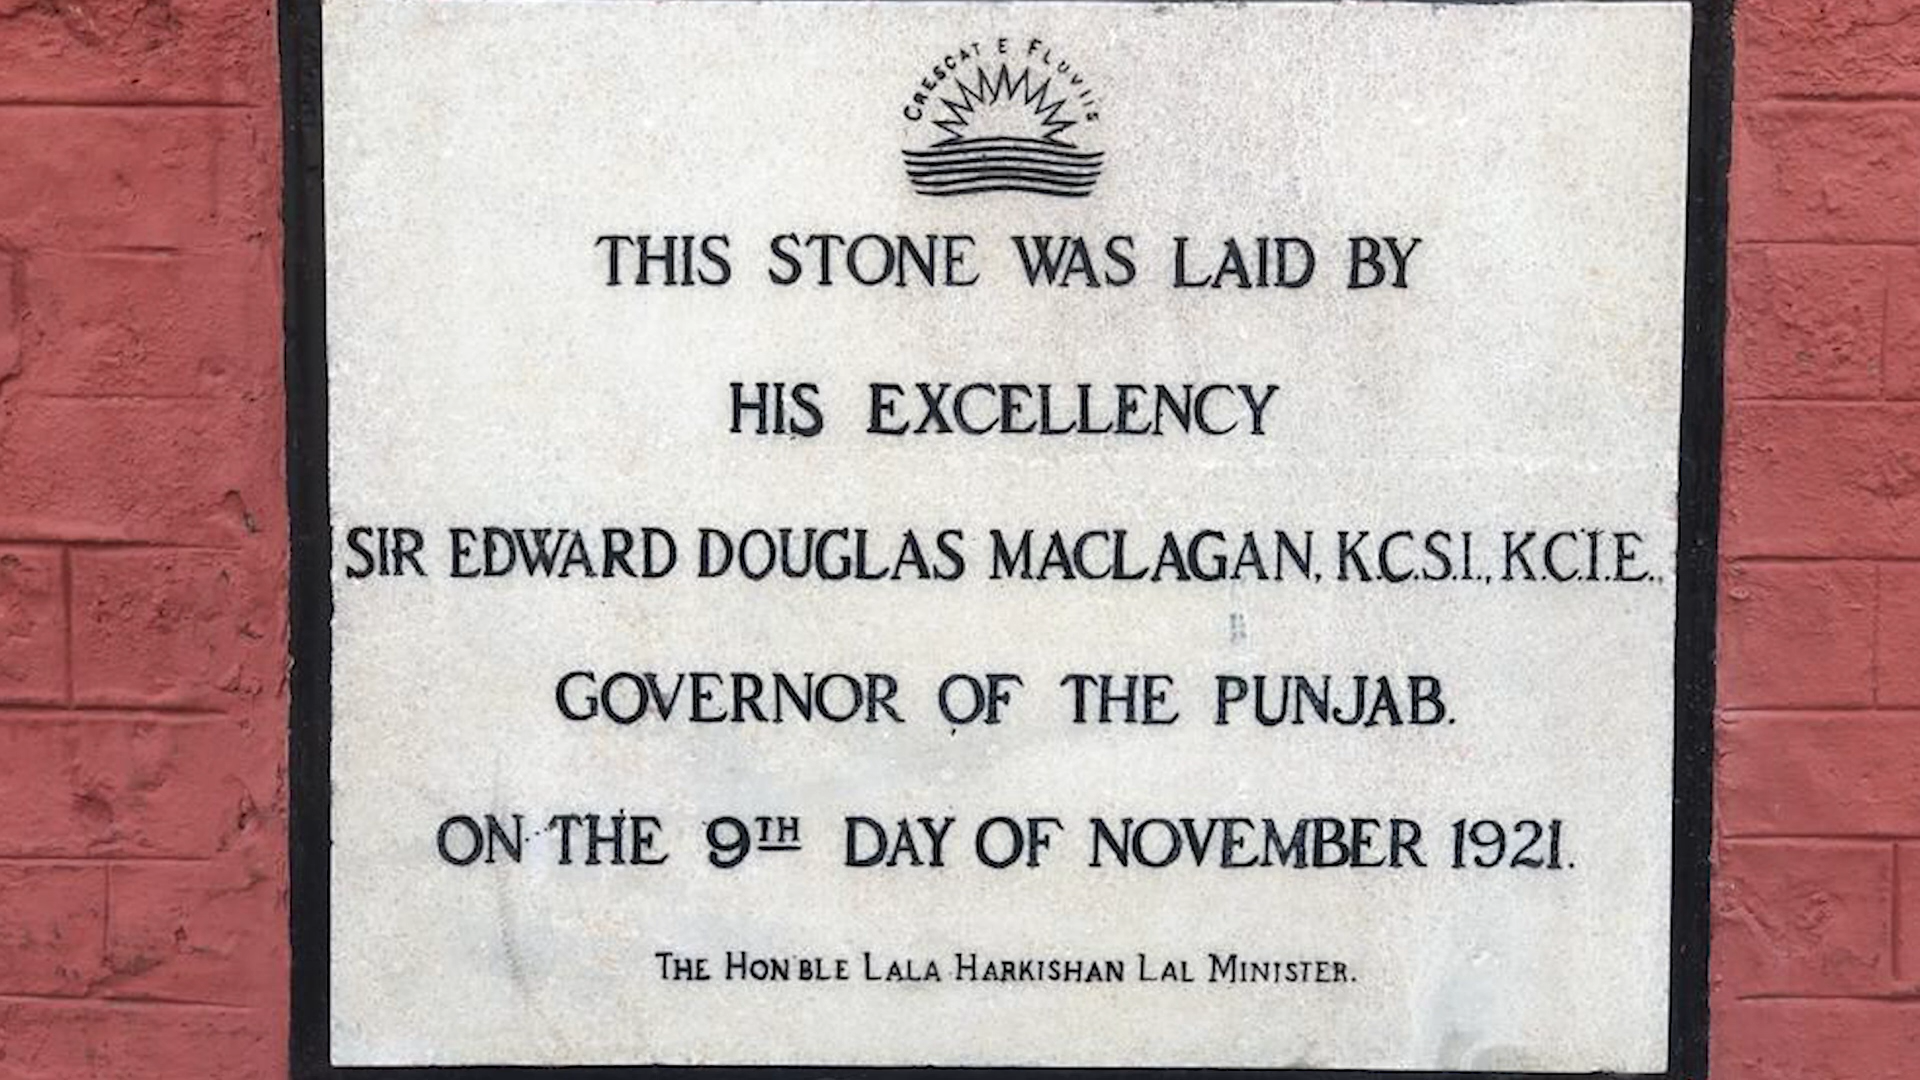 CRESCAT E FLUVIIS
THIS STONE WAS LAID BY
HIS EXCELLENCY
SIR EDWARD DOUGLAS MACLAGAN, K.C.S.I., K.C.I.E.,
GOVERNOR OF THE PUNJAB.
ON THE 9TH DAY OF NOVEMBER 1921.
THE HON'BLE LALA HARKISHAN LAL MINISTER.